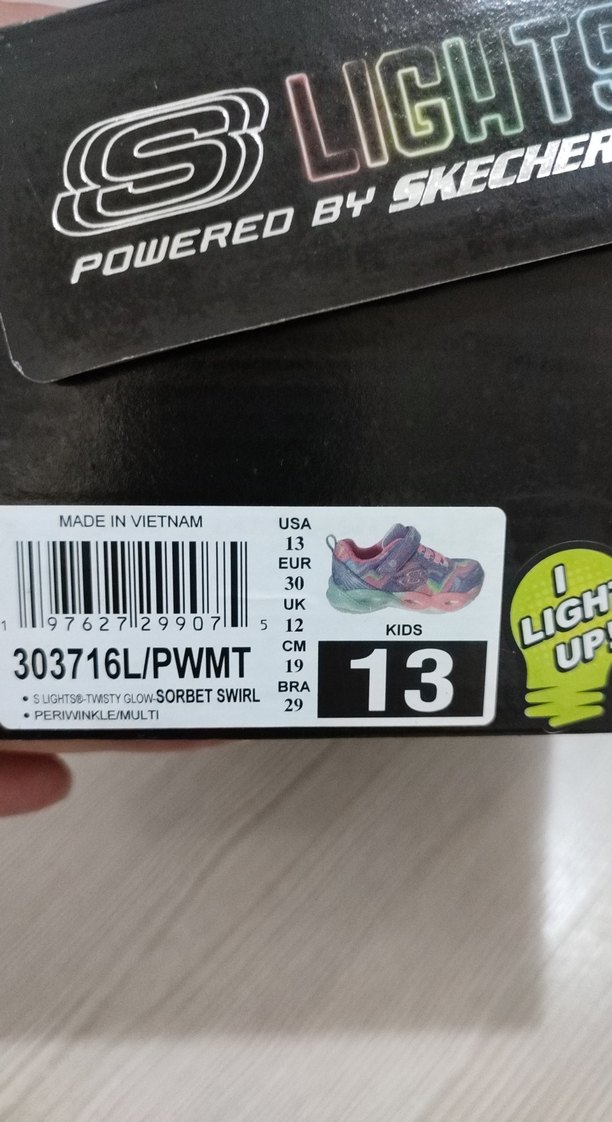 S LIGHTS
POWERED BY SKECHER
MADE IN VIETNAM
1 97627 29907 5
303716L/PWMT
• S LIGHTS®-TWISTY GLOW-SORBET SWIRL
• PERIWINKLE/MULTI
USA
13
EUR
30
UK
12
CM
19
BRA
29
KIDS
13
I
LIGHT
UP!